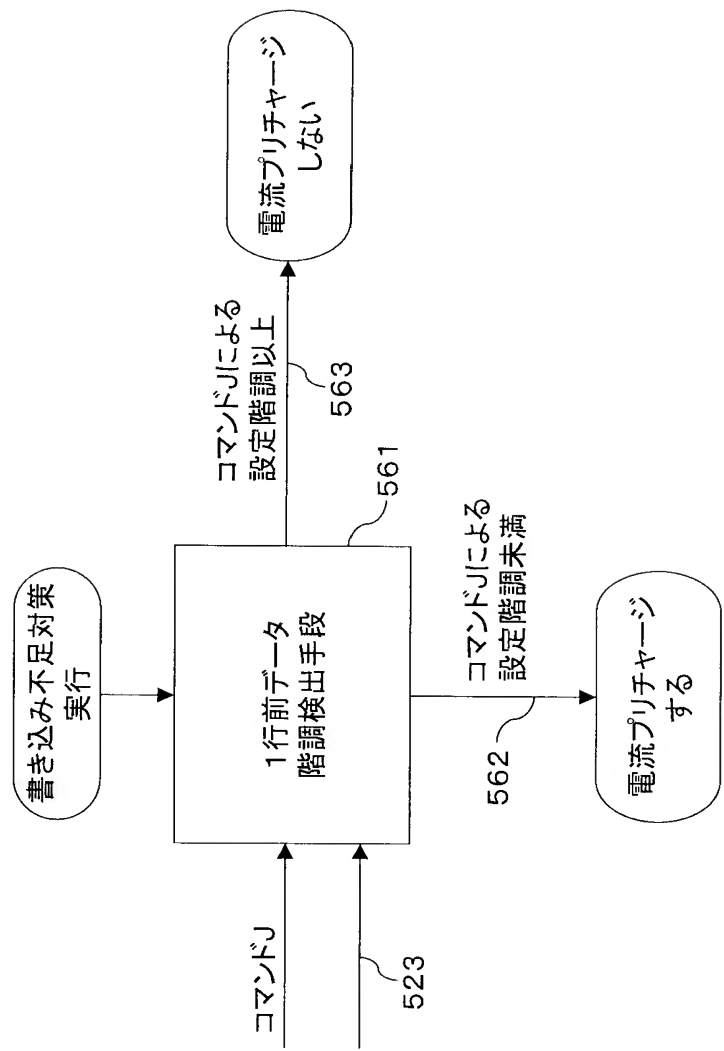 書き込み不足対策
実行
コマンドJ
523
1行前データ
階調検出手段
561
コマンドJによる
設定階調以上
563
電流プリチャージ
しない
コマンドJによる
設定階調未満
562
電流プリチャージ
する